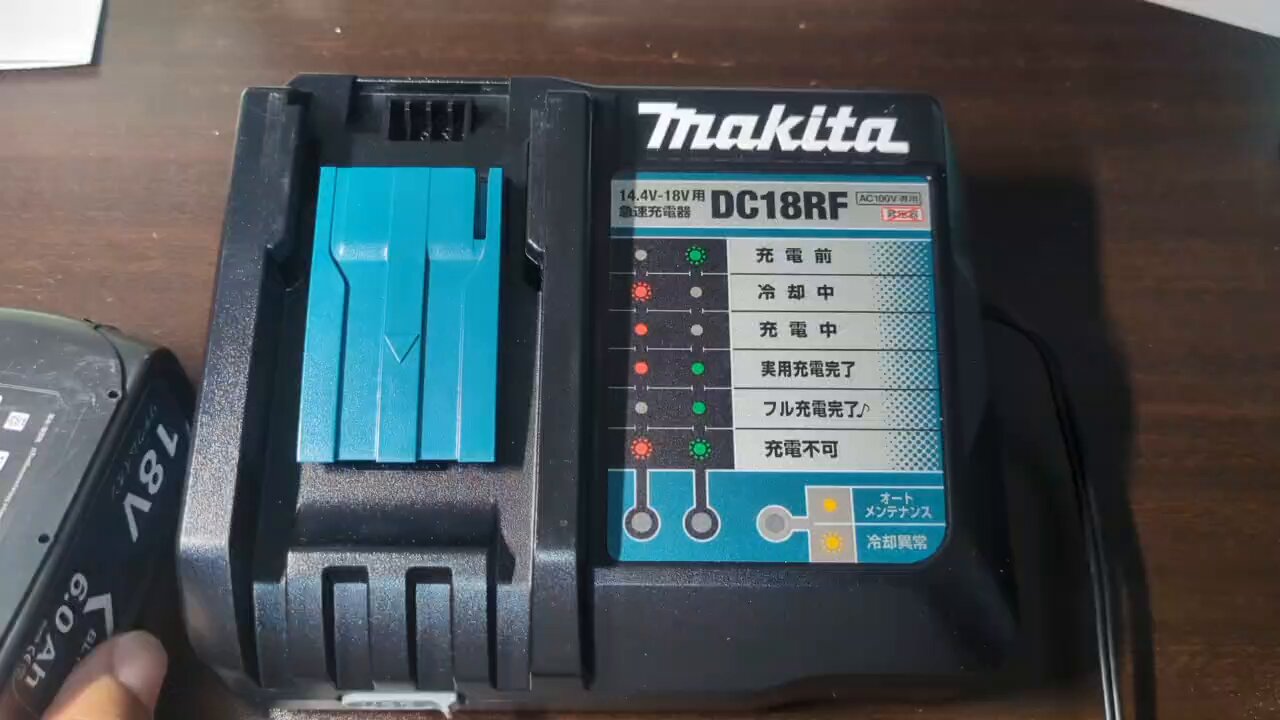 makita
14.4V-18V用
急速充電器
DC18RF
AC100V専用
充電前
冷却中
充電中
実用充電完了
フル充電完了♪
充電不可
オート
メンテナンス
冷却異常
18V
6.0Ah